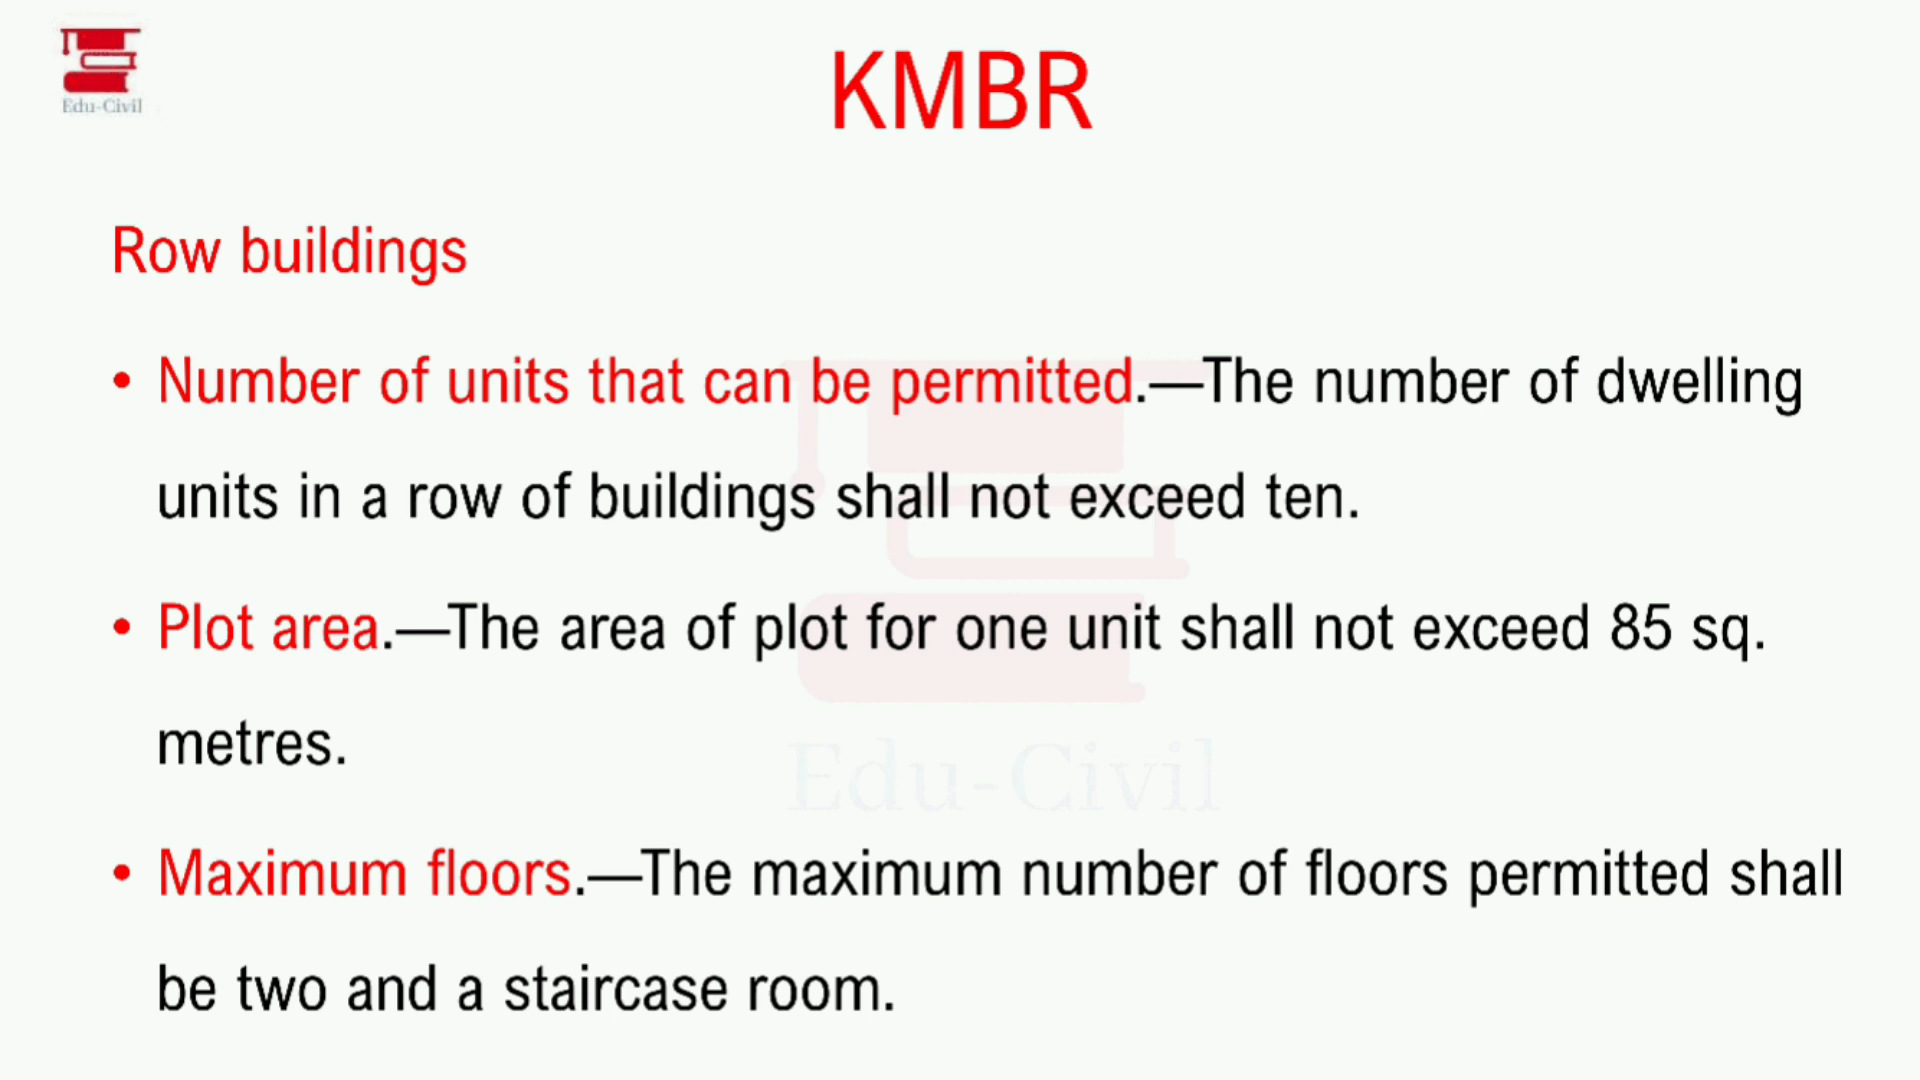 Edu-Civil
KMBR
Row buildings
• Number of units that can be permitted.—The number of dwelling
units in a row of buildings shall not exceed ten.
• Plot area.—The area of plot for one unit shall not exceed 85 sq.
metres.
Edu-Civil
• Maximum floors.—The maximum number of floors permitted shall
be two and a staircase room.